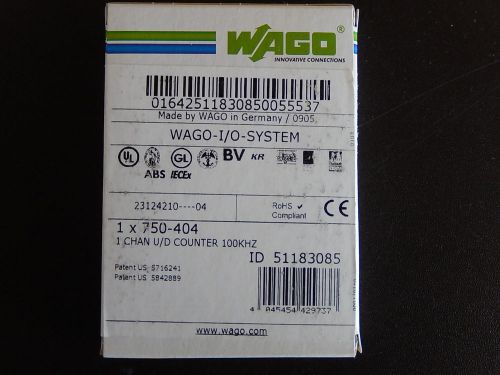 WAGO®
INNOVATIVE CONNECTIONS
01642511830850055537
Made by WAGO in Germany / 0905
WAGO-I/O-SYSTEM
UL GL BV KR
ABS IECEx
23124210----04
RoHS ✓
Compliant
CE
1 x 750-404
1 CHAN U/D COUNTER 100KHZ
ID 51183085
Patent US 5716241
Patent US 5842889
4 045454 429737
www.wago.com